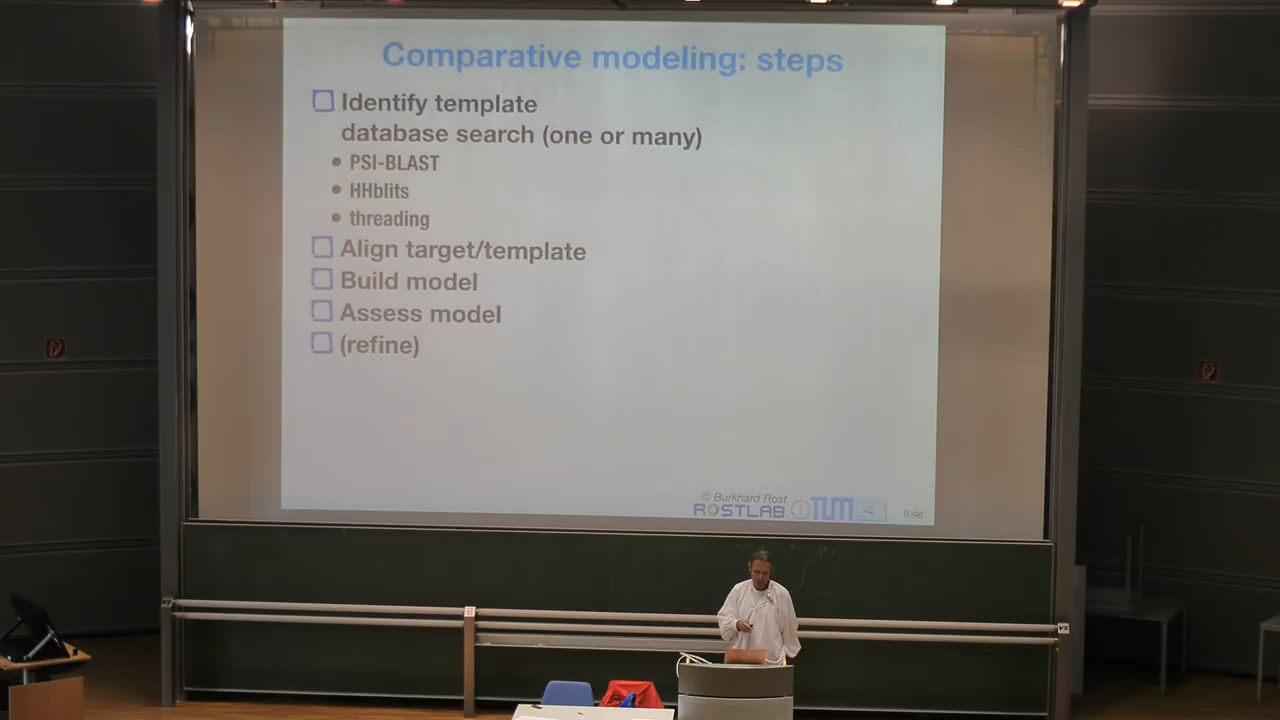 Comparative modeling: steps
Identify template
database search (one or many)
PSI-BLAST
HHblits
threading
Align target/template
Build model
Assess model
(refine)
© Burkhard Rost
ROSTLAB TUM
9/96